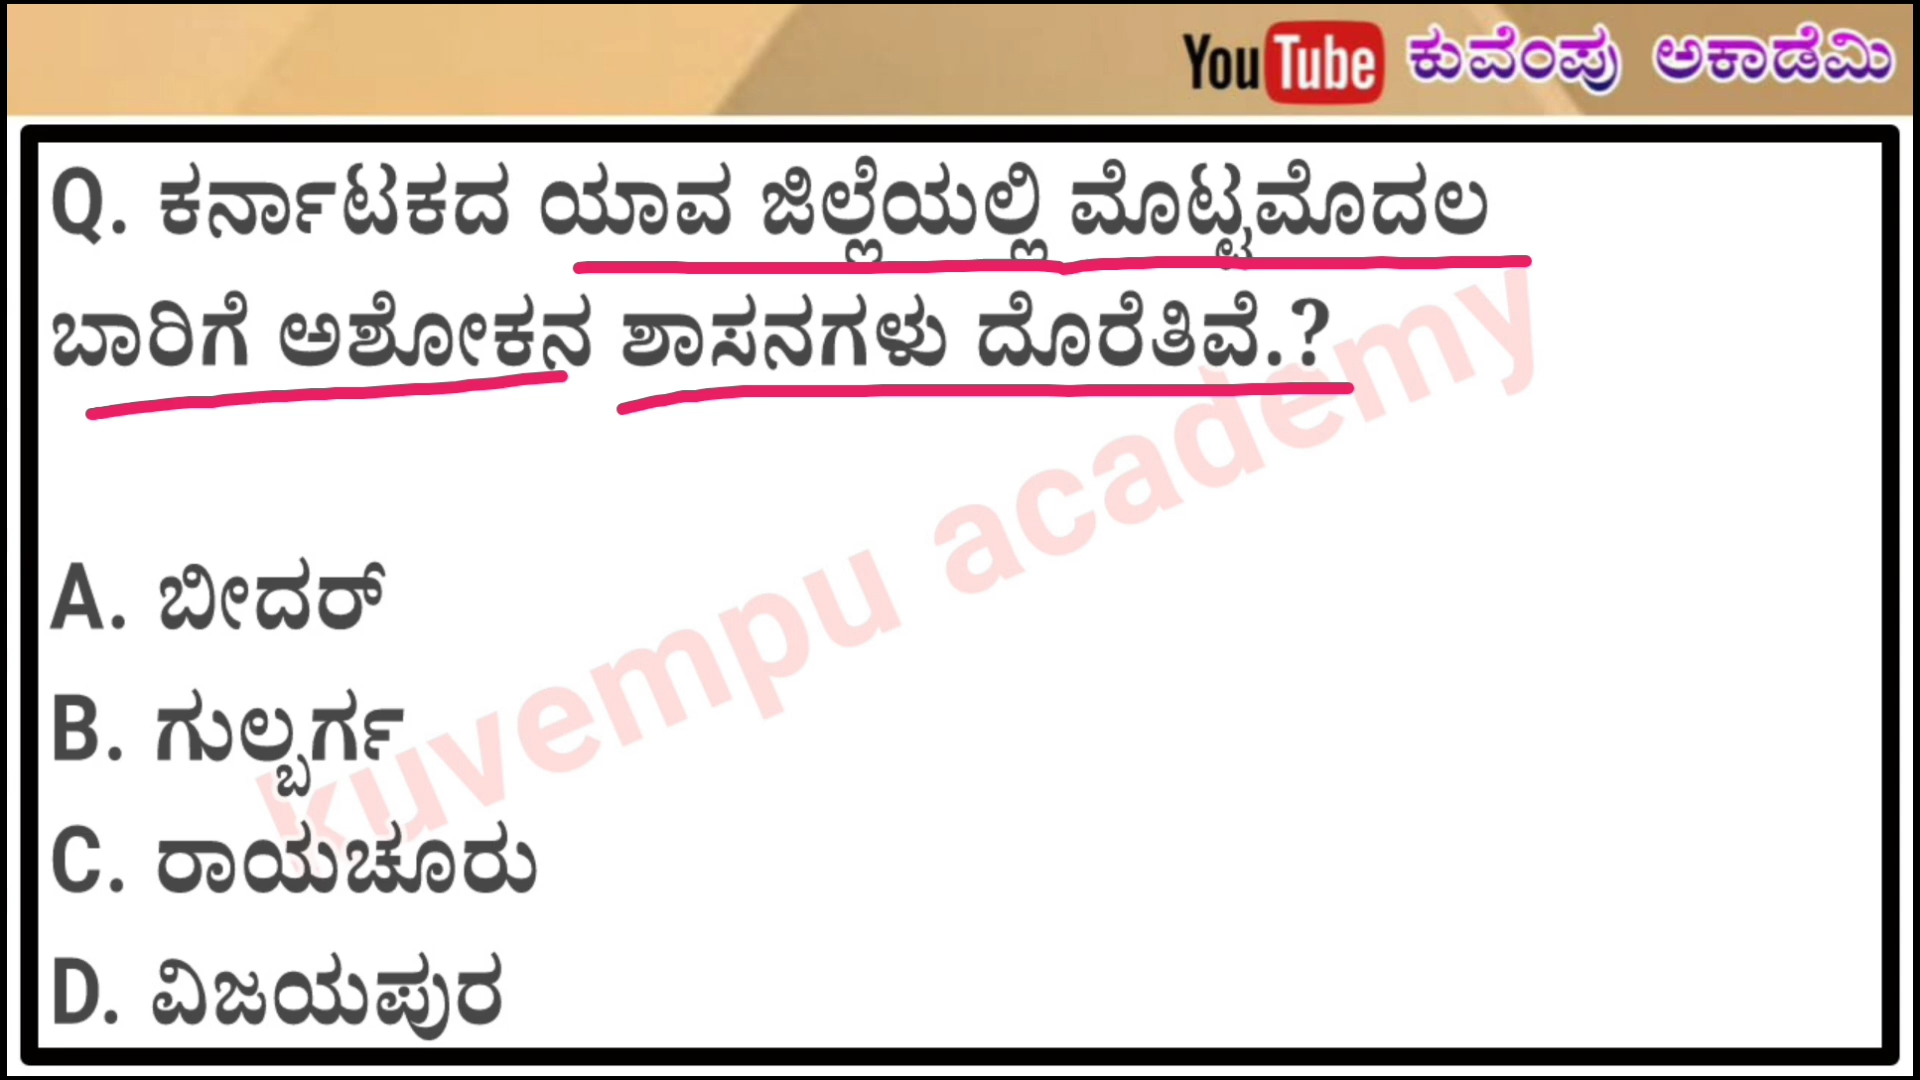 YouTube ಕುವೆಂಪು ಅಕಾಡೆಮಿ
Q. ಕರ್ನಾಟಕದ ಯಾವ ಜಿಲ್ಲೆಯಲ್ಲಿ ಮೊಟ್ಟಮೊದಲ
ಬಾರಿಗೆ ಅಶೋಕನ ಶಾಸನಗಳು ದೊರೆತಿವೆ.?
A. ಬೀದರ್
B. ಗುಲ್ಬರ್ಗ
C. ರಾಯಚೂರು
D. ವಿಜಯಪುರ
kuvempu academy